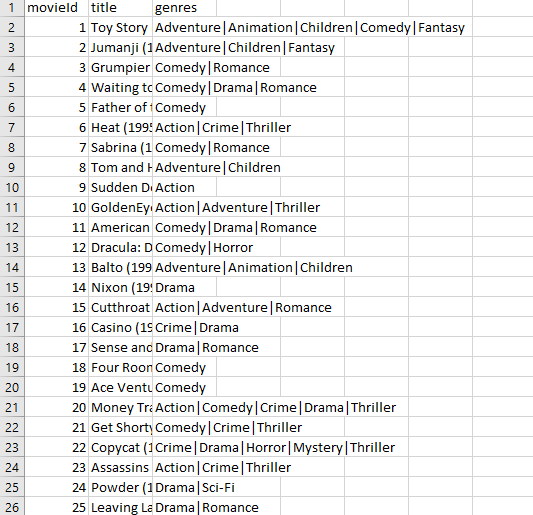 1 movieId title genres
2 1 Toy Story Adventure|Animation|Children|Comedy|Fantasy
3 2 Jumanji (1 Adventure|Children|Fantasy
4 3 Grumpier Comedy|Romance
5 4 Waiting to Comedy|Drama|Romance
6 5 Father of t Comedy
7 6 Heat (1995 Action|Crime|Thriller
8 7 Sabrina (1 Comedy|Romance
9 8 Tom and H Adventure|Children
10 9 Sudden De Action
11 10 GoldenEye Action|Adventure|Thriller
12 11 American Comedy|Drama|Romance
13 12 Dracula: D Comedy|Horror
14 13 Balto (199 Adventure|Animation|Children
15 14 Nixon (199 Drama
16 15 Cutthroat Action|Adventure|Romance
17 16 Casino (19 Crime|Drama
18 17 Sense and Drama|Romance
19 18 Four Room Comedy
20 19 Ace Ventu Comedy
21 20 Money Tra Action|Comedy|Crime|Drama|Thriller
22 21 Get Shorty Comedy|Crime|Thriller
23 22 Copycat (1 Crime|Drama|Horror|Mystery|Thriller
24 23 Assassins Action|Crime|Thriller
25 24 Powder (1 Drama|Sci-Fi
26 25 Leaving La Drama|Romance